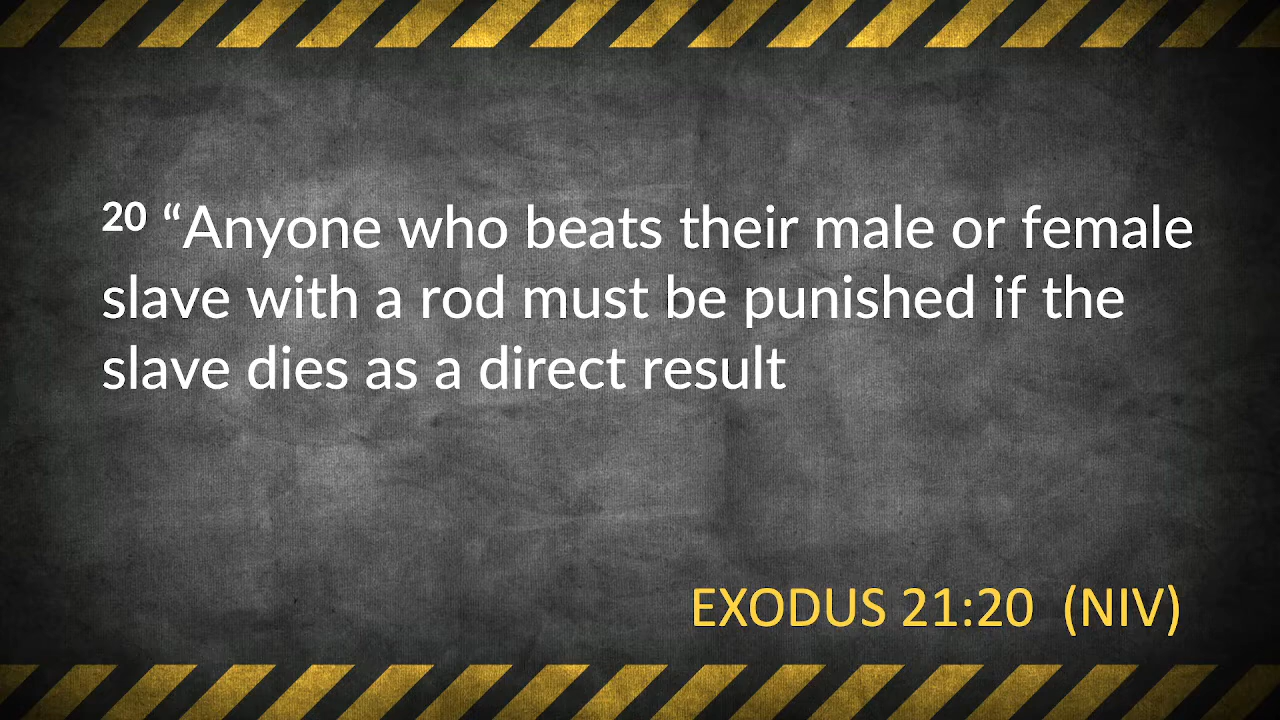 20 “Anyone who beats their male or female
slave with a rod must be punished if the
slave dies as a direct result
EXODUS 21:20 (NIV)